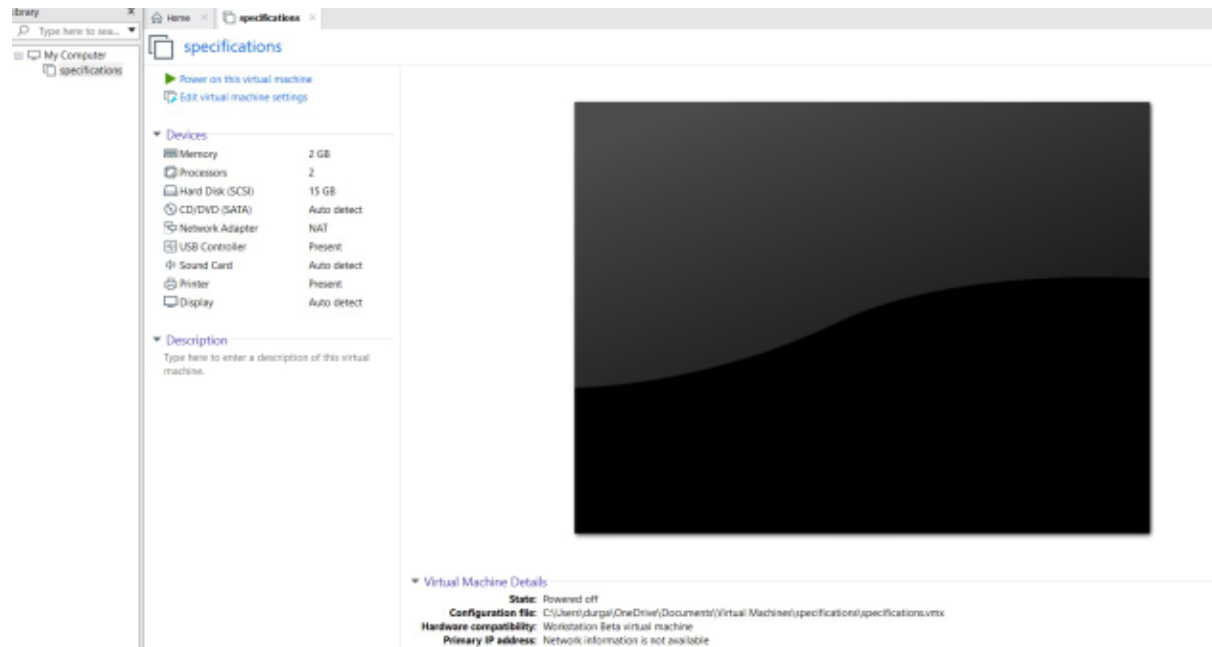 ibrary X
Type here to sea...
Home × specifications ×
My Computer
specifications
specifications
Power on this virtual machine
Edit virtual machine settings
Devices
Memory 2 GB
Processors 2
Hard Disk (SCSI) 15 GB
CD/DVD (SATA) Auto detect
Network Adapter NAT
USB Controller Present
Sound Card Auto detect
Printer Present
Display Auto detect
Description
Type here to enter a description of this virtual
machine.
Virtual Machine Details
State: Powered off
Configuration file: C:\Users\durga\OneDrive\Documents\Virtual Machines\specifications\specifications.vmx
Hardware compatibility: Workstation Beta virtual machine
Primary IP address: Network information is not available